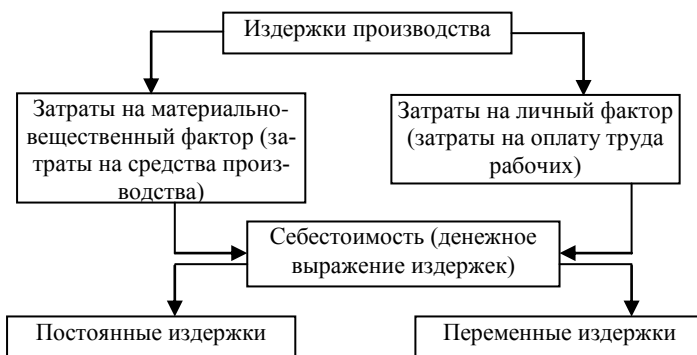 Издержки производства
Затраты на материально-
вещественный фактор (за-
траты на средства произ-
водства)
Затраты на личный фактор
(затраты на оплату труда
рабочих)
Себестоимость (денежное
выражение издержек)
Постоянные издержки
Переменные издержки